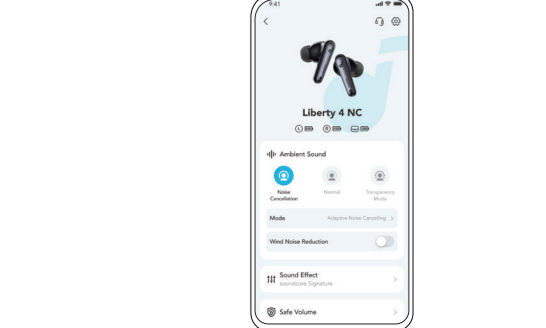 9:41
Liberty 4 NC
L
R
Ambient Sound
Noise
Cancellation
Normal
Transparency
Mode
Mode
Adaptive Noise Canceling
Wind Noise Reduction
Sound Effect
soundcore Signature
Safe Volume